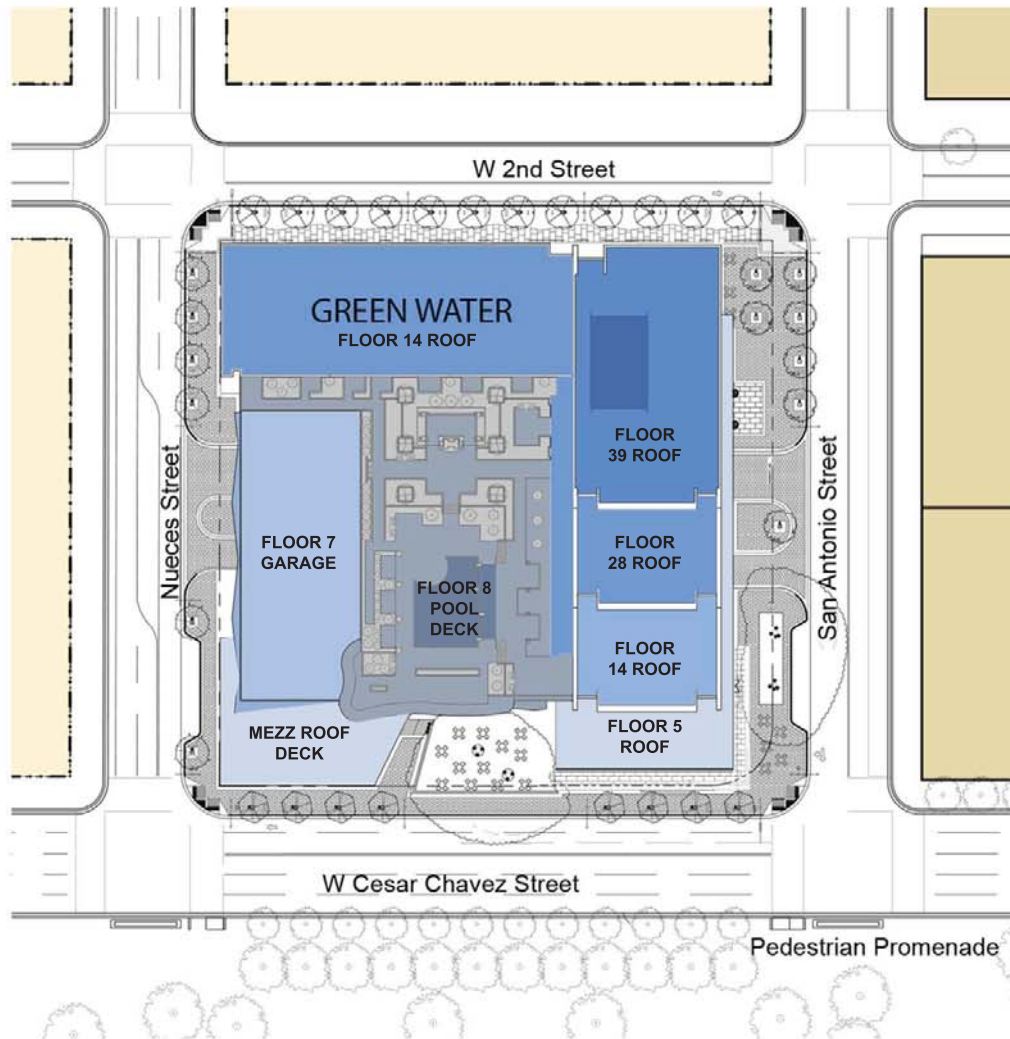 W 2nd Street
GREEN WATER
FLOOR 14 ROOF
FLOOR
39 ROOF
Nueces Street
San Antonio Street
FLOOR 7
GARAGE
FLOOR
28 ROOF
FLOOR 8
POOL
DECK
FLOOR
14 ROOF
MEZZ ROOF
DECK
FLOOR 5
ROOF
W Cesar Chavez Street
Pedestrian Promenade